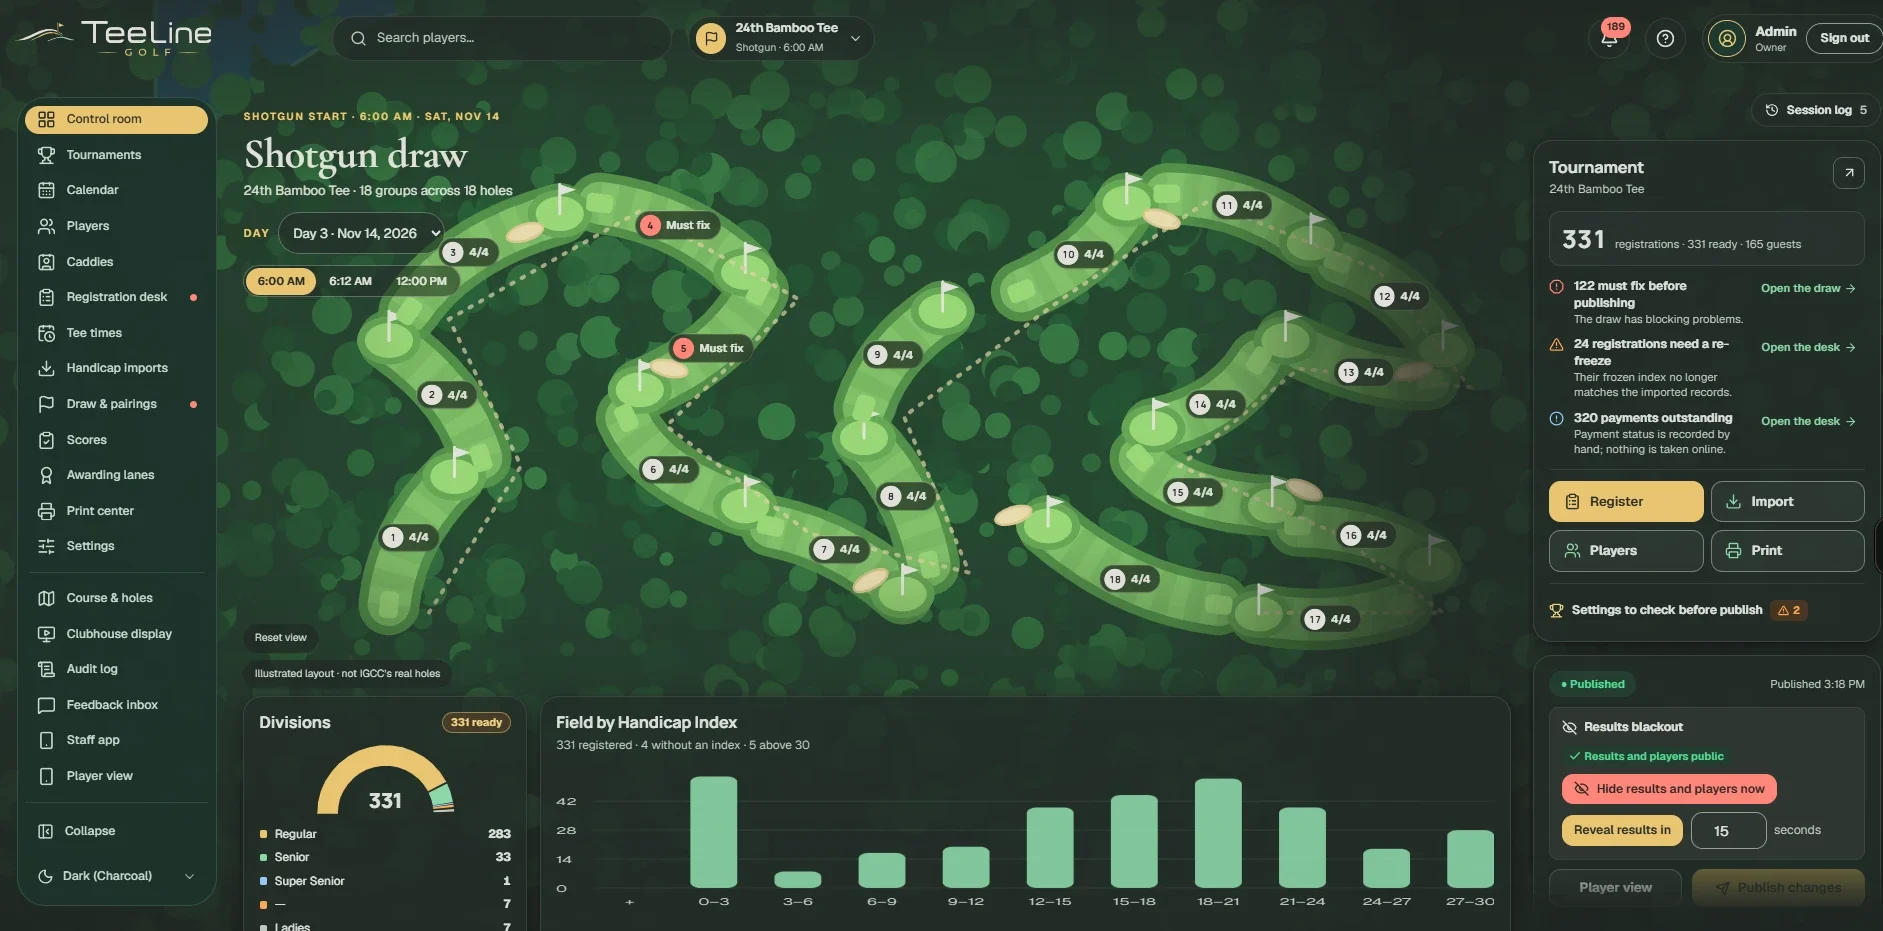 TeeLine
GOLF
Search players...
24th Bamboo Tee
Shotgun · 6:00 AM
189
Admin
Owner
Sign out
Control room
Tournaments
Calendar
Players
Caddies
Registration desk
Tee times
Handicap imports
Draw & pairings
Scores
Awarding lanes
Print center
Settings
Course & holes
Clubhouse display
Audit log
Feedback inbox
Staff app
Player view
Collapse
Dark (Charcoal)
SHOTGUN START · 6:00 AM · SAT, NOV 14
Shotgun draw
24th Bamboo Tee · 18 groups across 18 holes
DAY
Day 3 · Nov 14, 2026
6:00 AM
6:12 AM
12:00 PM
3 4/4
4 Must fix
11 4/4
10 4/4
12 4/4
5 Must fix
9 4/4
13 4/4
2 4/4
14 4/4
6 4/4
8 4/4
15 4/4
1 4/4
7 4/4
16 4/4
18 4/4
17 4/4
Reset view
Illustrated layout · not IGCC's real holes
Divisions
331 ready
331
Regular 283
Senior 33
Super Senior 1
— 7
Ladies 7
Field by Handicap Index
331 registered · 4 without an index · 5 above 30
42
28
14
0
+ 0–3 3–6 6–9 9–12 12–15 15–18 18–21 21–24 24–27 27–30
Session log 5
Tournament
24th Bamboo Tee
331 registrations · 331 ready · 165 guests
122 must fix before
publishing
The draw has blocking problems.
Open the draw →
24 registrations need a re-
freeze
Their frozen index no longer
matches the imported records.
Open the desk →
320 payments outstanding
Payment status is recorded by
hand; nothing is taken online.
Open the desk →
Register
Import
Players
Print
Settings to check before publish 2
• Published
Published 3:18 PM
Results blackout
Results and players public
Hide results and players now
Reveal results in 15 seconds
Player view
Publish changes